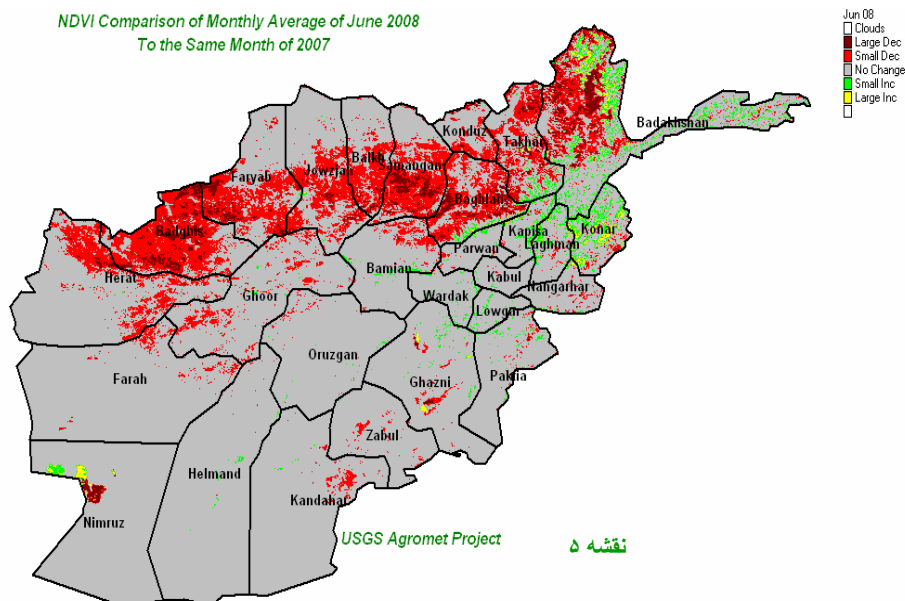 NDVI Comparison of Monthly Average of June 2008
To the Same Month of 2007
Jun 08
Clouds
Large Dec
Small Dec
No Change
Small Inc
Large Inc
Badakhshan
Konduz
Takhar
Balkh
Samangan
Jowzjan
Faryab
Baghlan
Badghis
Kapisa
Konar
Laghman
Parwan
Herat
Bamian
Kabul
Nangarhar
Ghoor
Wardak
Lowgar
Oruzgan
Farah
Ghazni
Paktia
Zabul
Helmand
Kandahar
Nimruz
USGS Agromet Project
نقشه ۵